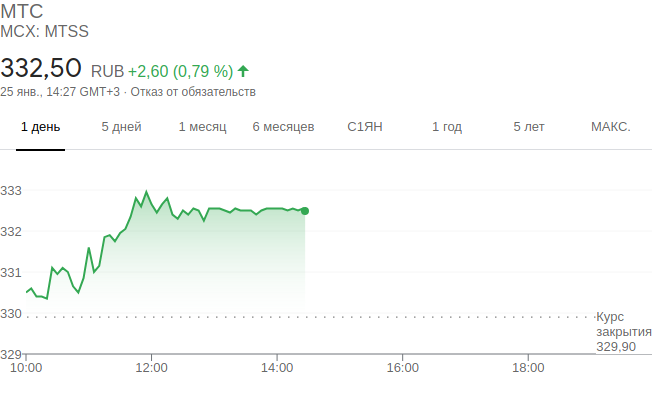 МТС
MCX: MTSS
332,50 RUB +2,60 (0,79 %)
25 янв., 14:27 GMT+3 · Отказ от обязательств
1 день 5 дней 1 месяц 6 месяцев С1ЯН 1 год 5 лет МАКС.
333
332
331
330
Курс
закрытия
329,90
329
10:00 12:00 14:00 16:00 18:00